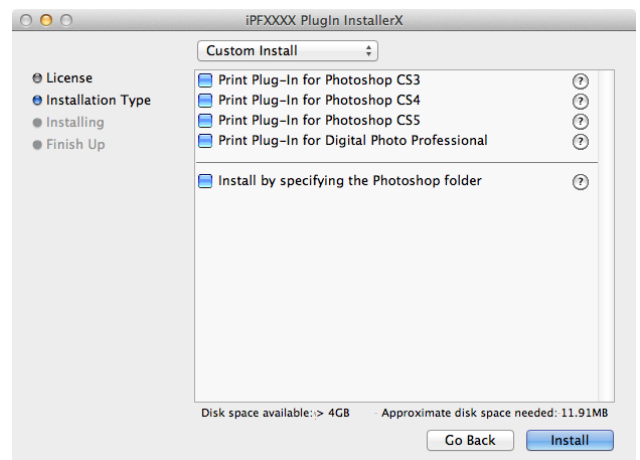 iPFXXXX PlugIn InstallerX
Custom Install
License
Installation Type
Installing
Finish Up
Print Plug-In for Photoshop CS3 ?
Print Plug-In for Photoshop CS4 ?
Print Plug-In for Photoshop CS5 ?
Print Plug-In for Digital Photo Professional ?
Install by specifying the Photoshop folder ?
Disk space available: > 4GB Approximate disk space needed: 11.91MB
Go Back Install